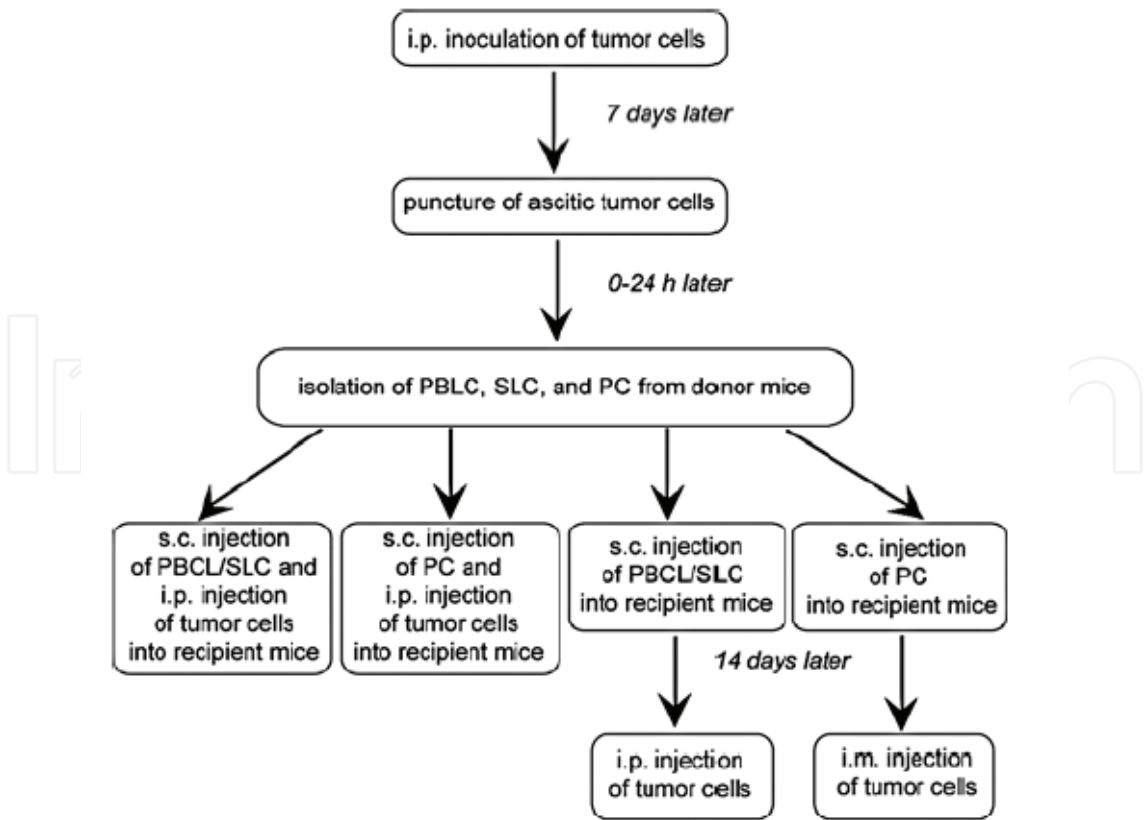 i.p. inoculation of tumor cells
7 days later
puncture of ascitic tumor cells
0-24 h later
isolation of PBLC, SLC, and PC from donor mice
s.c. injection
of PBCL/SLC and
i.p. injection
of tumor cells
into recipient mice
s.c. injection
of PC and
i.p. injection
of tumor cells
into recipient mice
s.c. injection
of PBCL/SLC
into recipient mice
s.c. injection
of PC
into recipient mice
14 days later
i.p. injection
of tumor cells
i.m. injection
of tumor cells